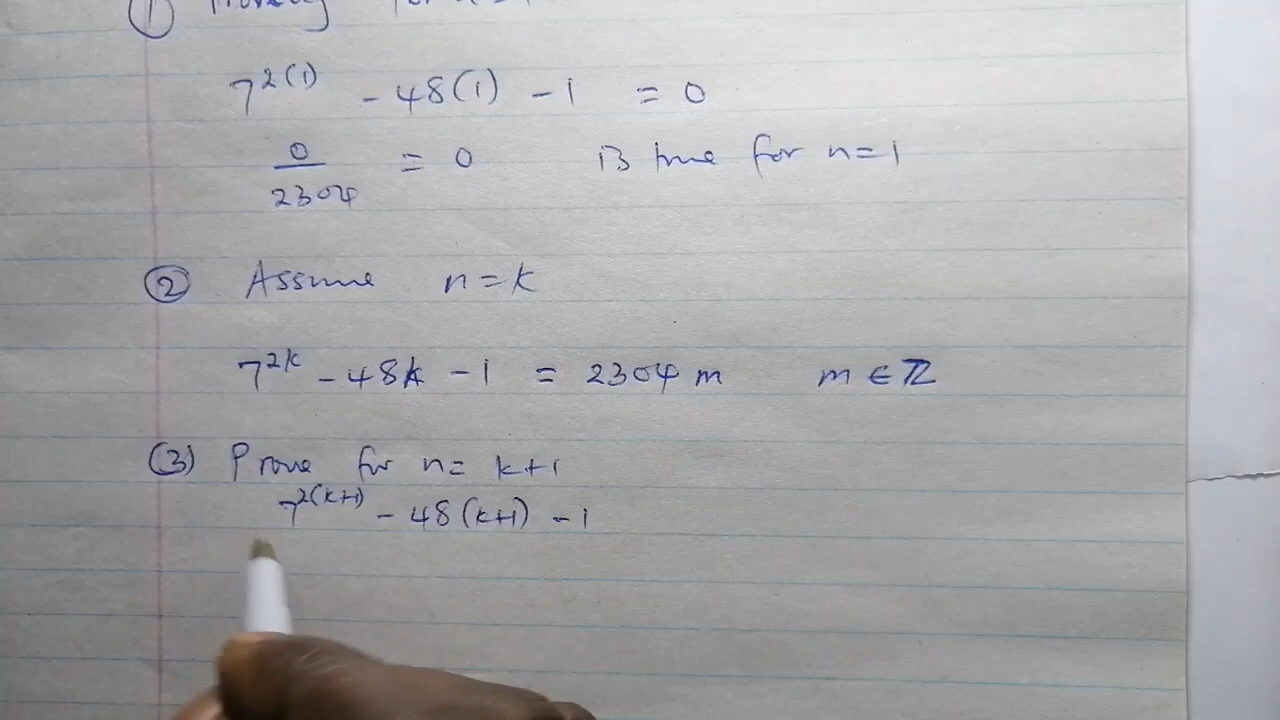 ①
7^2(1) - 48(1) - 1 = 0
0/2304 = 0 is true for n=1
② Assume n=k
7^2k - 48k - 1 = 2304 m m ∈ ℤ
(3) Prove for n= k+1
7^2(k+1) - 48(k+1) - 1